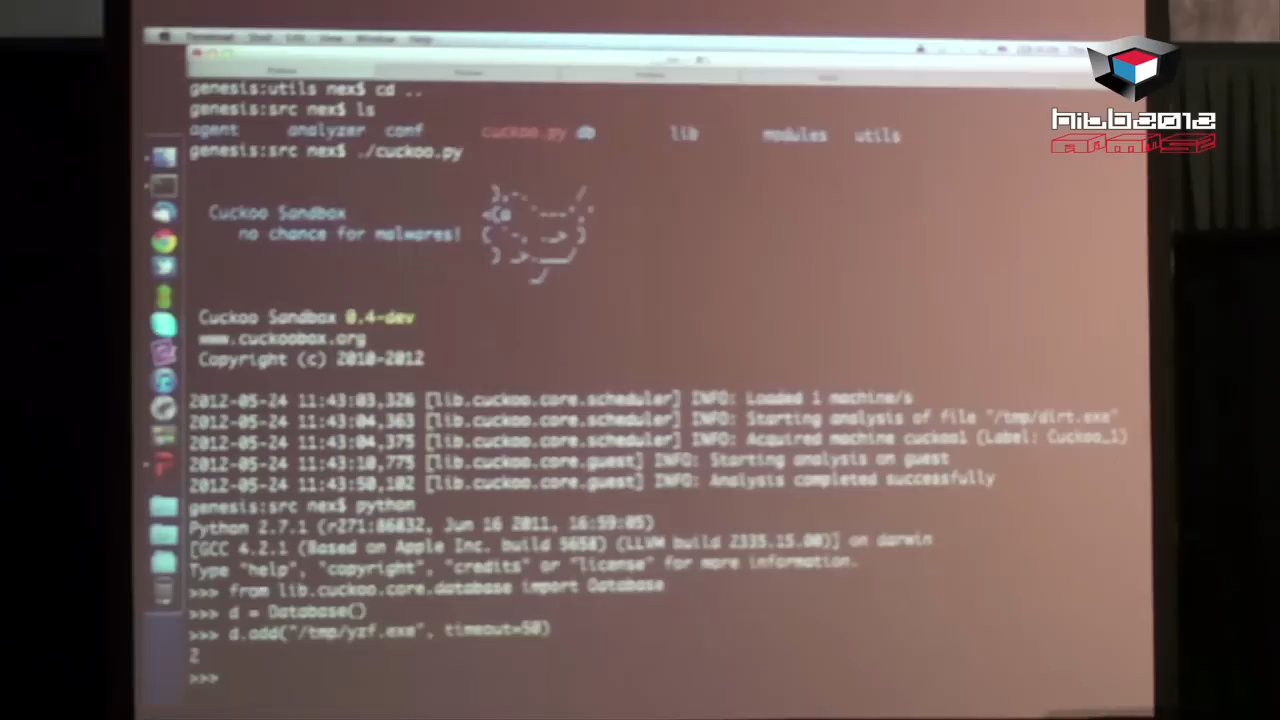 Terminal Shell Edit View Window Help
genesis:utils nex$ cd ..
genesis:src nex$ ls
agent analyzer conf cuckoo.py db lib modules utils
genesis:src nex$ ./cuckoo.py
Cuckoo Sandbox
no chance for malwares!
Cuckoo Sandbox 0.4-dev
www.cuckoobox.org
Copyright (c) 2010-2012
2012-05-24 11:43:03,326 [lib.cuckoo.core.scheduler] INFO: Loaded 1 machine/s
2012-05-24 11:43:04,363 [lib.cuckoo.core.scheduler] INFO: Starting analysis of file "/tmp/dirt.exe"
2012-05-24 11:43:04,375 [lib.cuckoo.core.scheduler] INFO: Acquired machine cuckoo1 (Label: Cuckoo_1)
2012-05-24 11:43:10,775 [lib.cuckoo.core.guest] INFO: Starting analysis on guest
2012-05-24 11:43:50,102 [lib.cuckoo.core.guest] INFO: Analysis completed successfully
genesis:src nex$ python
Python 2.7.1 (r271:86832, Jun 16 2011, 16:59:05)
[GCC 4.2.1 (Based on Apple Inc. build 5658) (LLVM build 2335.15.00)] on darwin
Type "help", "copyright", "credits" or "license" for more information.
>>> from lib.cuckoo.core.database import Database
>>> d = Database()
>>> d.add("/tmp/yzf.exe", timeout=50)
2
>>>
hitb2012
ams